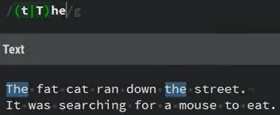 /(t|T)he/g
Text
The fat cat ran down the street.
It was searching for a mouse to eat.